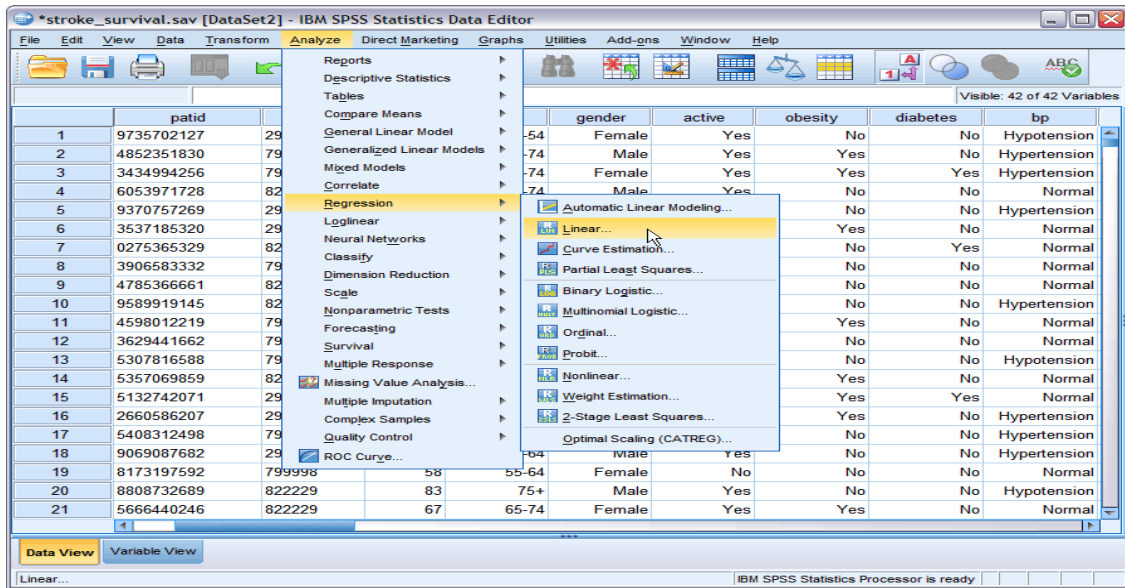 *stroke_survival.sav [DataSet2] - IBM SPSS Statistics Data Editor
File Edit View Data Transform Analyze Direct Marketing Graphs Utilities Add-ons Window Help
Visible: 42 of 42 Variables
Reports
Descriptive Statistics
Tables
Compare Means
General Linear Model
Generalized Linear Models
Mixed Models
Correlate
Regression
Loglinear
Neural Networks
Classify
Dimension Reduction
Scale
Nonparametric Tests
Forecasting
Survival
Multiple Response
Missing Value Analysis...
Multiple Imputation
Complex Samples
Quality Control
ROC Curve...
Automatic Linear Modeling...
Linear...
Curve Estimation...
Partial Least Squares...
Binary Logistic...
Multinomial Logistic...
Ordinal...
Probit...
Nonlinear...
Weight Estimation...
2-Stage Least Squares...
Optimal Scaling (CATREG)...
patid gender active obesity diabetes bp
1 9735702127 29 -54 Female Yes No No Hypotension
2 4852351830 79 -74 Male Yes Yes No Hypertension
3 3434994256 79 -74 Female Yes Yes Yes Hypertension
4 6053971728 82 -74 Male Yes No No Hypertension
5 9370757269 29 No No Hypertension
6 3537185320 29 Yes No Normal
7 0275365329 82 No Yes Normal
8 3906583332 79 No No Normal
9 4785366661 82 No No Normal
10 9589919145 82 No No Hypertension
11 4598012219 79 Yes No Normal
12 3629441662 79 No No Normal
13 5307816588 79 No No Hypotension
14 5357069859 82 Yes No Normal
15 5132742071 29 Yes Yes Normal
16 2660586207 29 Yes No Hypertension
17 5408312498 79 No No Hypertension
18 9069087682 29 -64 Male Yes No No Hypertension
19 8173197592 799998 58 55-64 Female No No No Normal
20 8808732689 822229 83 75+ Male Yes No No Hypotension
21 5666440246 822229 67 65-74 Female Yes Yes No Normal
Data View Variable View
Linear... IBM SPSS Statistics Processor is ready